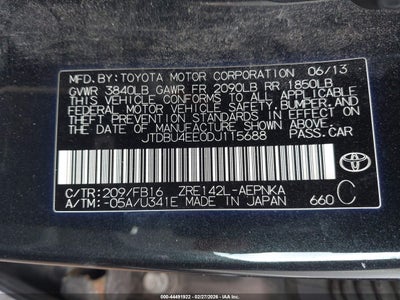 MFD. BY: TOYOTA MOTOR CORPORATION 06/13
GVWR 3840LB GAWR FR 2090LB RR 1850LB
THIS VEHICLE CONFORMS TO ALL APPLICABLE
FEDERAL MOTOR VEHICLE SAFETY, BUMPER, AND
THEFT PREVENTION STANDARDS IN EFFECT ON
THE DATE OF MANUFACTURE SHOWN ABOVE.
JTDBU4EE0DJ115688 PASS.CAR
C/TR: 209/FB16 ZRE142L-AEPNKA
A/TM: -05A/U341E MADE IN JAPAN 660 C
TOYOTA
000-44491922 - 02/27/2026 - IAA